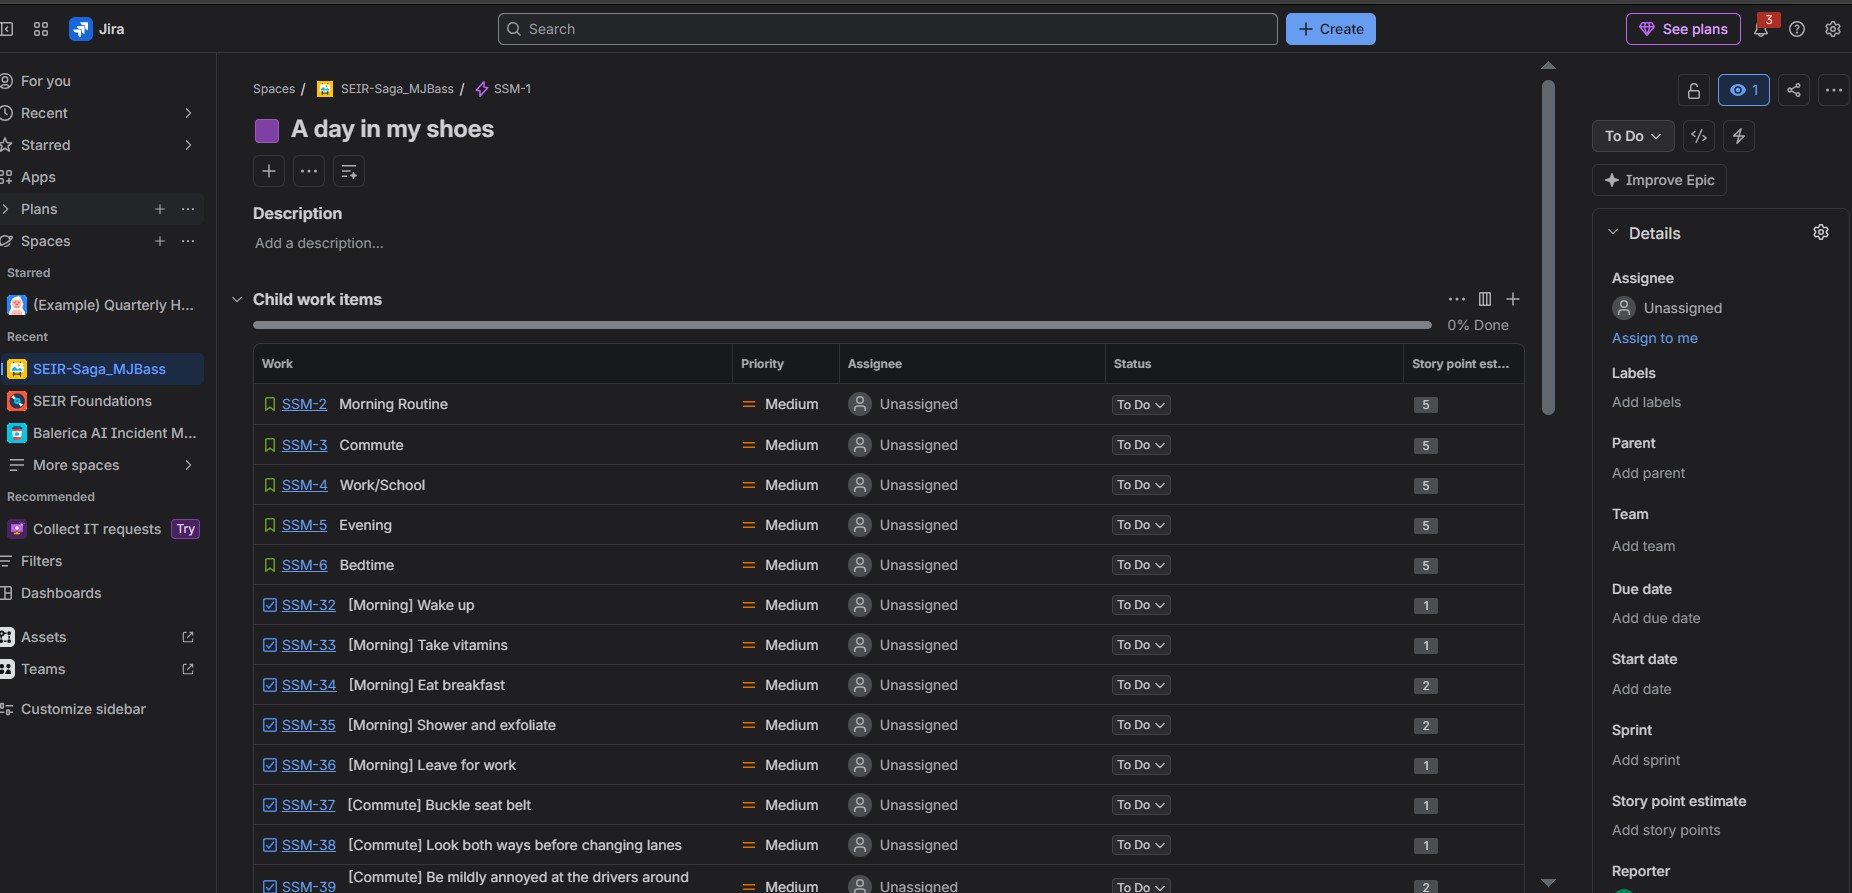 Jira
Search
Create
See plans
3
For you
Recent
Starred
Apps
Plans
Spaces
Starred
(Example) Quarterly H...
Recent
SEIR-Saga_MJBass
SEIR Foundations
Balerica AI Incident M...
More spaces
Recommended
Collect IT requests Try
Filters
Dashboards
Assets
Teams
Customize sidebar
Spaces / SEIR-Saga_MJBass / SSM-1
A day in my shoes
Description
Add a description...
Child work items
0% Done
Work Priority Assignee Status Story point est...
SSM-2 Morning Routine Medium Unassigned To Do 5
SSM-3 Commute Medium Unassigned To Do 5
SSM-4 Work/School Medium Unassigned To Do 5
SSM-5 Evening Medium Unassigned To Do 5
SSM-6 Bedtime Medium Unassigned To Do 5
SSM-32 [Morning] Wake up Medium Unassigned To Do 1
SSM-33 [Morning] Take vitamins Medium Unassigned To Do 1
SSM-34 [Morning] Eat breakfast Medium Unassigned To Do 2
SSM-35 [Morning] Shower and exfoliate Medium Unassigned To Do 2
SSM-36 [Morning] Leave for work Medium Unassigned To Do 1
SSM-37 [Commute] Buckle seat belt Medium Unassigned To Do 1
SSM-38 [Commute] Look both ways before changing lanes Medium Unassigned To Do 1
SSM-39 [Commute] Be mildly annoyed at the drivers around Medium Unassigned To Do 2
1
To Do
Improve Epic
Details
Assignee
Unassigned
Assign to me
Labels
Add labels
Parent
Add parent
Team
Add team
Due date
Add due date
Start date
Add date
Sprint
Add sprint
Story point estimate
Add story points
Reporter